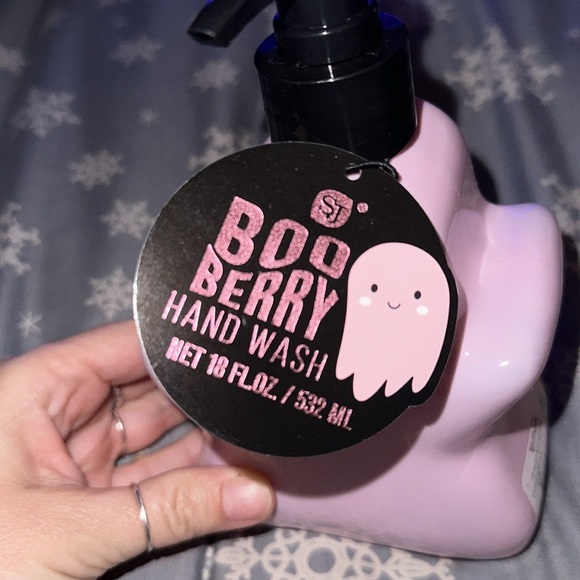 SJ
BOO
BERRY
HAND WASH
NET 18 FL.OZ. / 532 ML